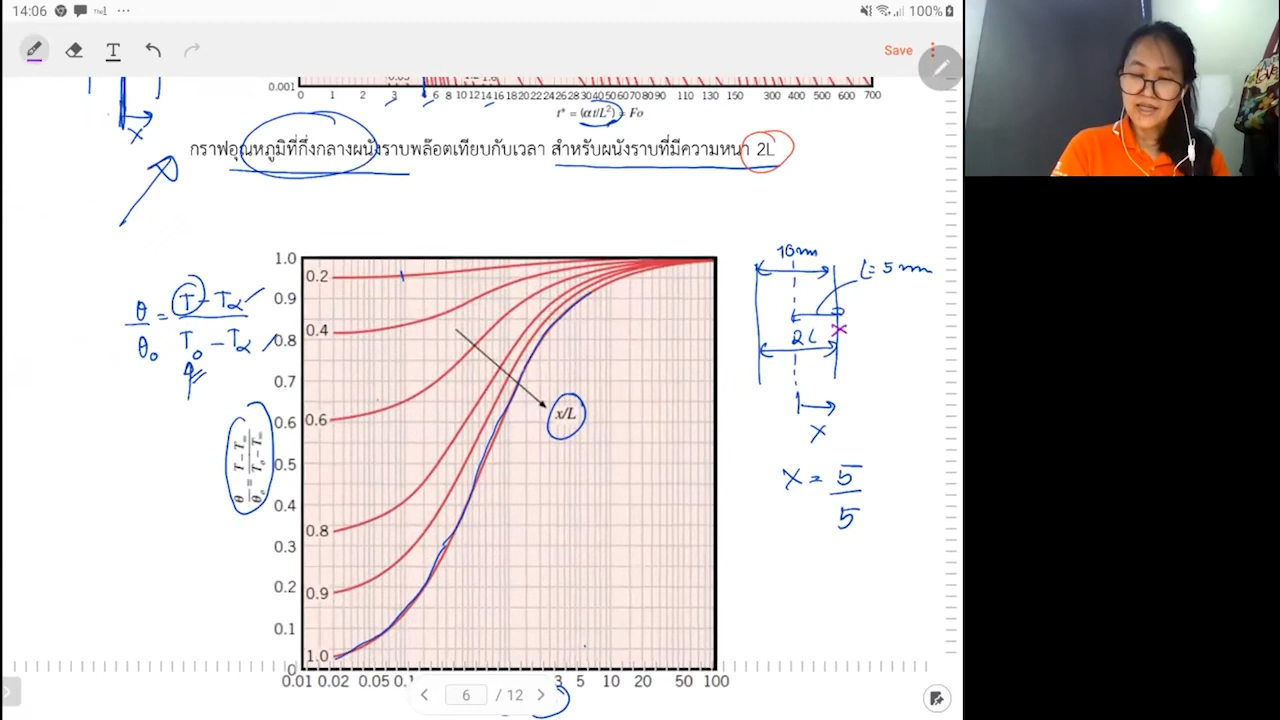 14:06 100%
Save
0.001
0 1 2 3 6 8 10 12 14 16 18 20 22 24 26 28 30 40 50 60 70 80 90 110 130 150 300 400 500 600 700
t* = (αt/L²) = Fo
X
กราฟอุณหภูมิที่กึ่งกลางผนังราบพล๊อตเทียบกับเวลา สำหรับผนังราบที่มีความหนา 2L
1.0
0.9
0.8
0.7
0.6
0.5
0.4
0.3
0.2
0.1
0
0.2
0.4
0.6
0.8
0.9
1.0
x/L
θ/θ₀ = T - Tα / T₀ - Tα
θ/θₒ = T - T∞ / Tₒ - T∞
10 mm
L = 5 mm
2L
X
X = 5/5
0.01 0.02 0.05 0.1 3 5 10 20 50 100
6 / 12